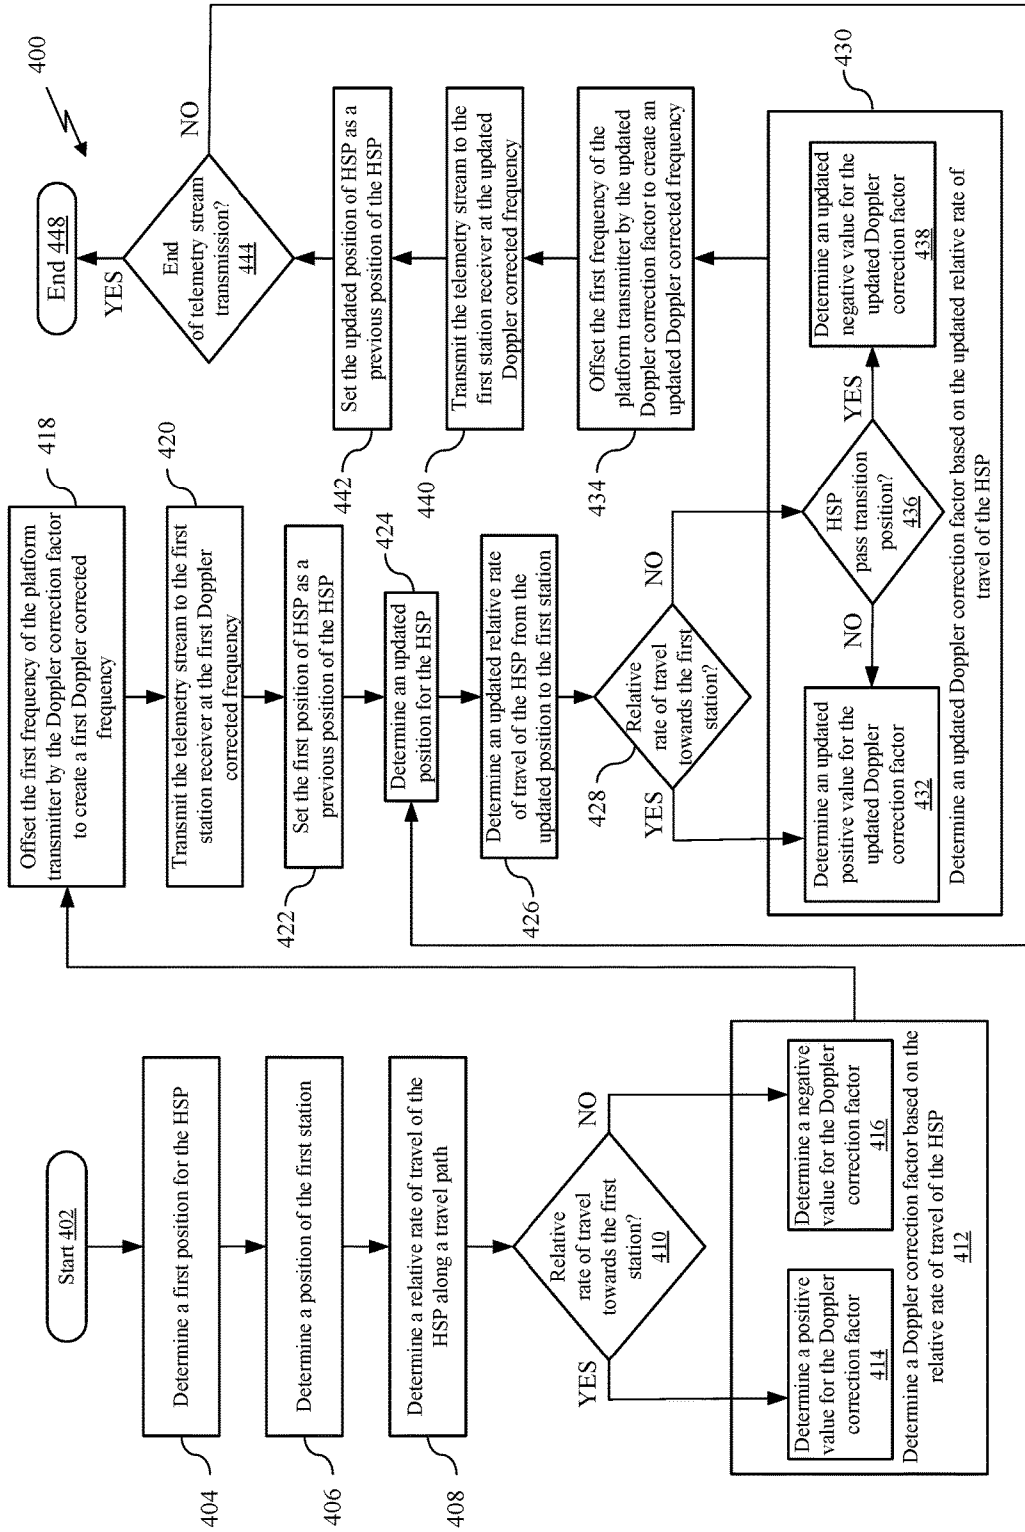 400
Start 402
Determine a first position for the HSP
404
Determine a position of the first station
406
Determine a relative rate of travel of the
HSP along a travel path
408
Relative
rate of travel
towards the first
station?
410
YES
NO
Determine a positive
value for the Doppler
correction factor
414
Determine a negative
value for the Doppler
correction factor
416
Determine a Doppler correction factor based on the
relative rate of travel of the HSP
412
Offset the first frequency of the platform
transmitter by the Doppler correction factor
to create a first Doppler corrected
frequency
418
Transmit the telemetry stream to the first
station receiver at the first Doppler
corrected frequency
420
Set the first position of HSP as a
previous position of the HSP
422
Determine an updated
position for the HSP
424
Determine an updated relative rate
of travel of the HSP from the
updated position to the first station
426
Relative
rate of travel
towards the first
station?
428
YES
NO
Determine an updated
positive value for the
updated Doppler
correction factor
432
NO
HSP
pass transition
position?
436
YES
Determine an updated
negative value for the
updated Doppler
correction factor
438
Determine an updated Doppler correction factor based on the updated relative rate of
travel of the HSP
430
Offset the first frequency of the
platform transmitter by the updated
Doppler correction factor to create an
updated Doppler corrected frequency
434
Transmit the telemetry stream to the
first station receiver at the updated
Doppler corrected frequency
440
Set the updated position of HSP as a
previous position of the HSP
442
End
of telemetry stream
transmission?
444
NO
YES
End 448